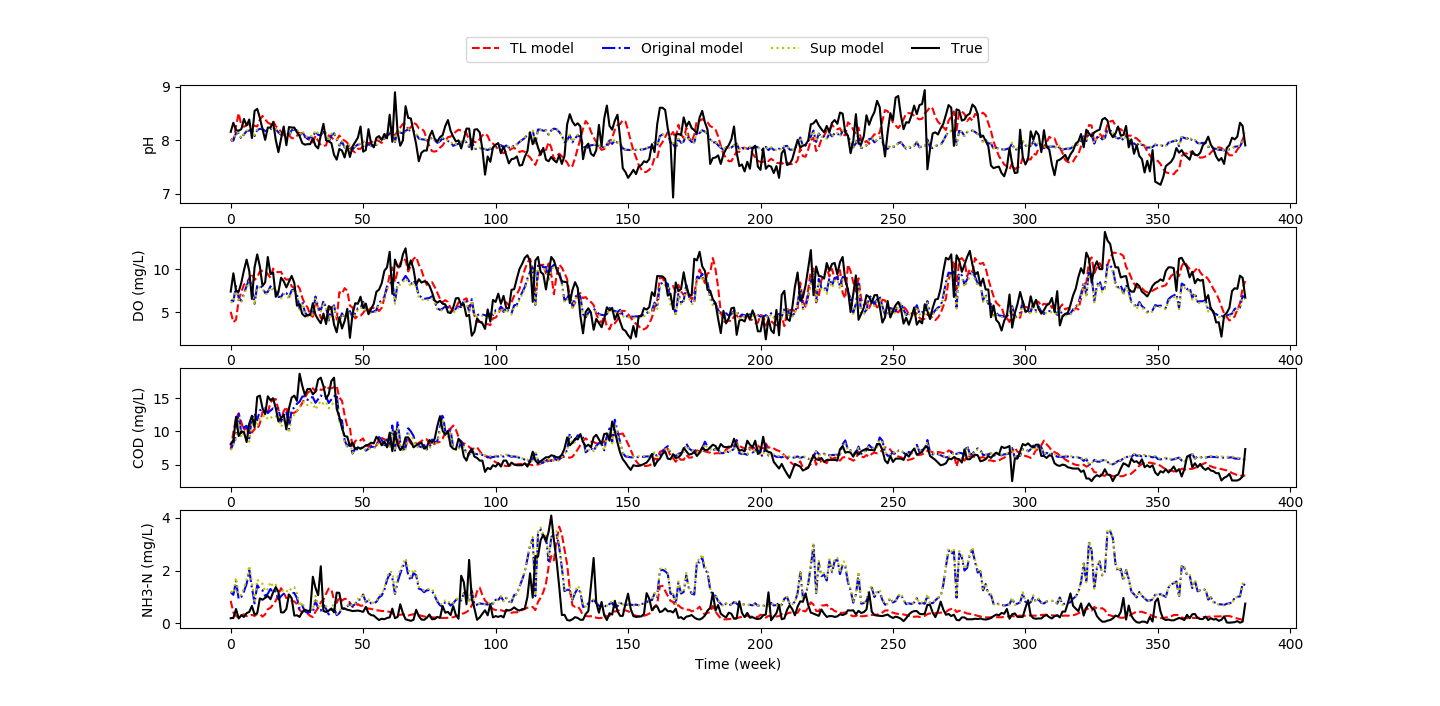 TL model Original model Sup model True
9
8
7
pH
0 50 100 150 200 250 300 350 400
10
5
DO (mg/L)
0 50 100 150 200 250 300 350 400
15
10
5
COD (mg/L)
0 50 100 150 200 250 300 350 400
4
2
0
NH3-N (mg/L)
0 50 100 150 200 250 300 350 400
Time (week)